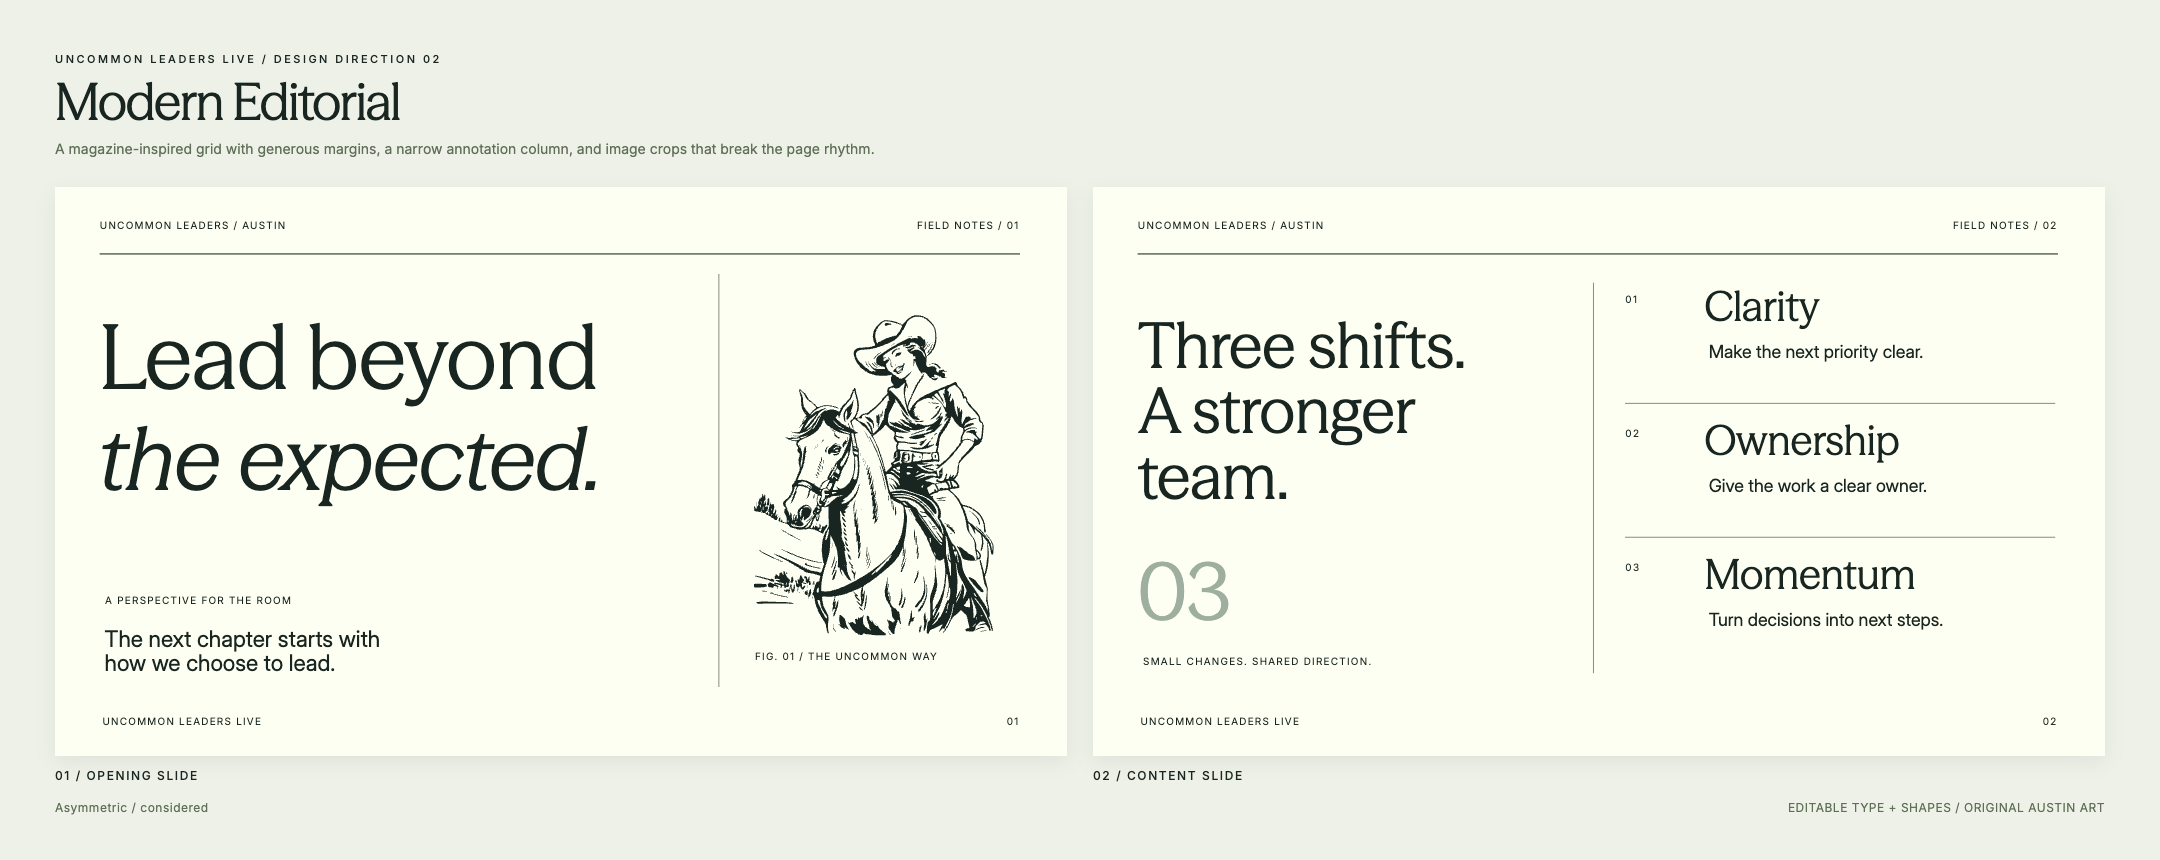 UNCOMMON LEADERS LIVE / DESIGN DIRECTION 02
Modern Editorial
A magazine-inspired grid with generous margins, a narrow annotation column, and image crops that break the page rhythm.
UNCOMMON LEADERS / AUSTIN
FIELD NOTES / 01
Lead beyond
the expected.
A PERSPECTIVE FOR THE ROOM
The next chapter starts with
how we choose to lead.
FIG. 01 / THE UNCOMMON WAY
UNCOMMON LEADERS LIVE
01
01 / OPENING SLIDE
Asymmetric / considered
UNCOMMON LEADERS / AUSTIN
FIELD NOTES / 02
Three shifts.
A stronger
team.
03
SMALL CHANGES. SHARED DIRECTION.
01
Clarity
Make the next priority clear.
02
Ownership
Give the work a clear owner.
03
Momentum
Turn decisions into next steps.
UNCOMMON LEADERS LIVE
02
02 / CONTENT SLIDE
EDITABLE TYPE + SHAPES / ORIGINAL AUSTIN ART